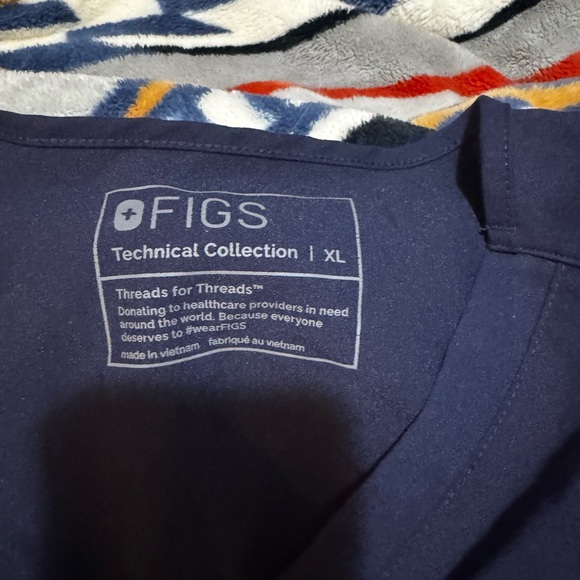 FIGS
Technical Collection | XL
Threads for Threads™
Donating to healthcare providers in need
around the world. Because everyone
deserves to #wearFIGS
made in vietnam fabriqué au vietnam